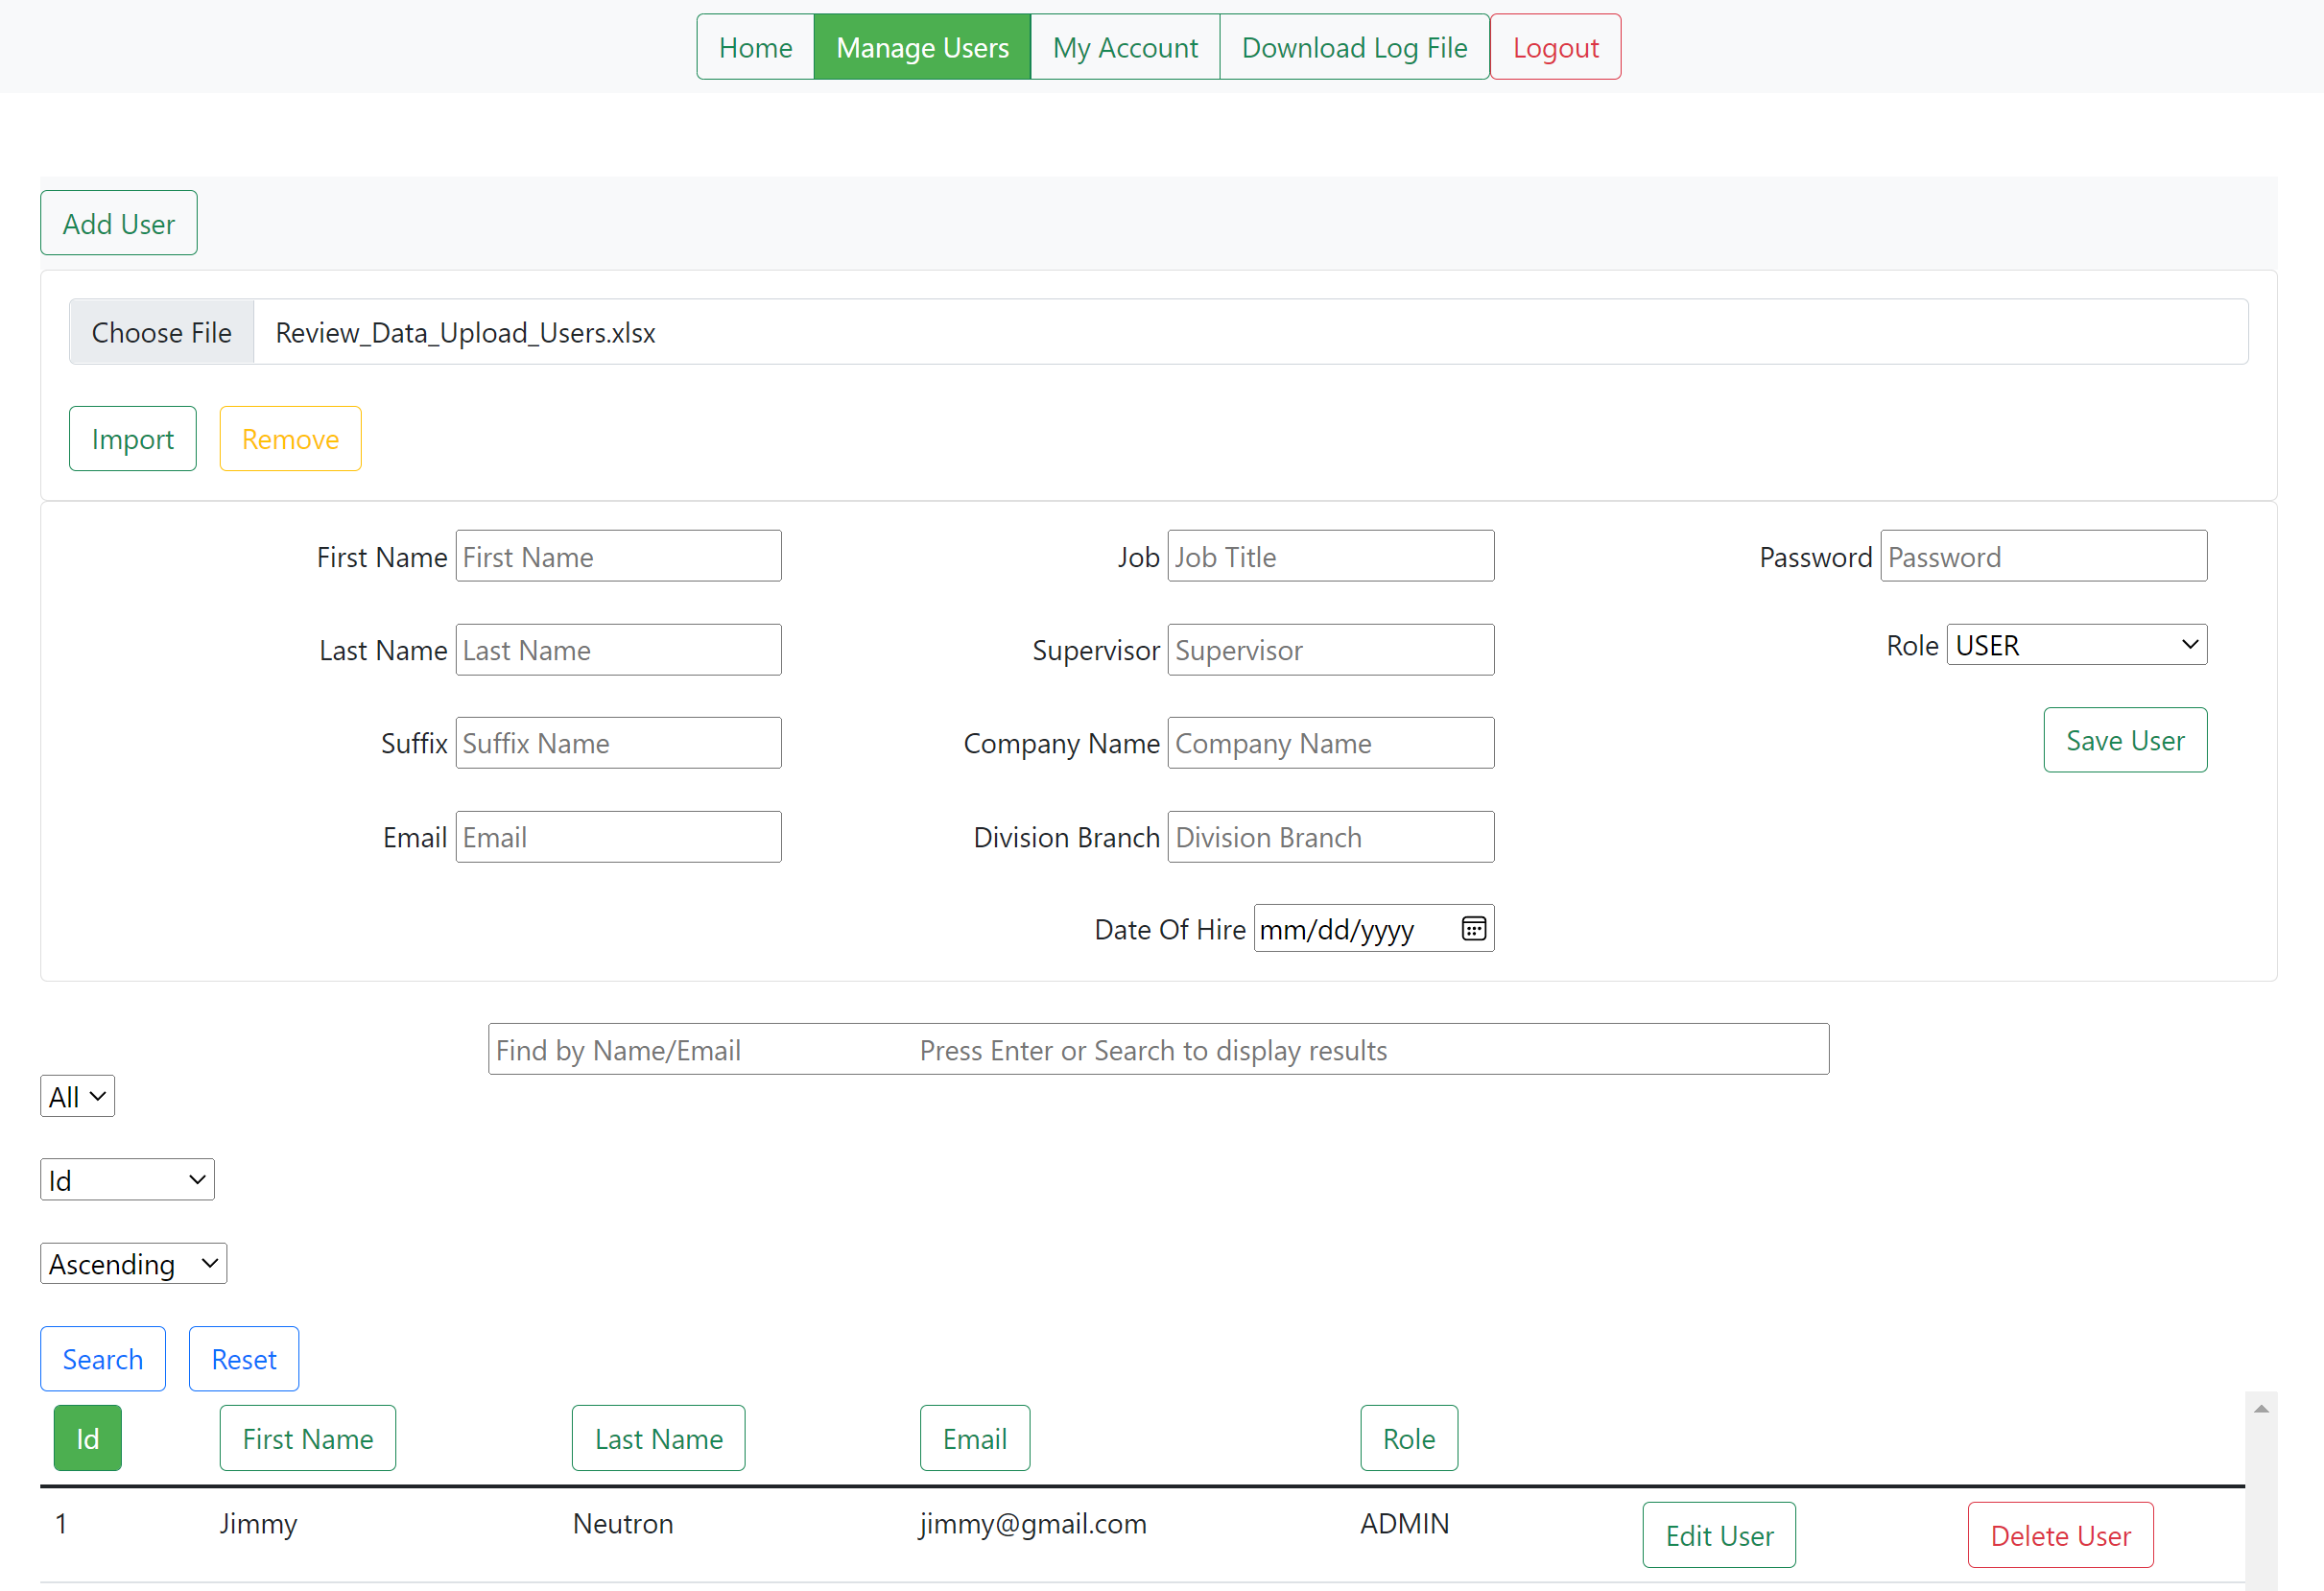 Home Manage Users My Account Download Log File Logout
Add User
Choose File Review_Data_Upload_Users.xlsx
Import Remove
First Name First Name Job Job Title Password Password
Last Name Last Name Supervisor Supervisor Role USER
Suffix Suffix Name Company Name Company Name Save User
Email Email Division Branch Division Branch
Date Of Hire mm/dd/yyyy
Find by Name/Email Press Enter or Search to display results
All
Id
Ascending
Search Reset
Id First Name Last Name Email Role
1 Jimmy Neutron jimmy@gmail.com ADMIN Edit User Delete User